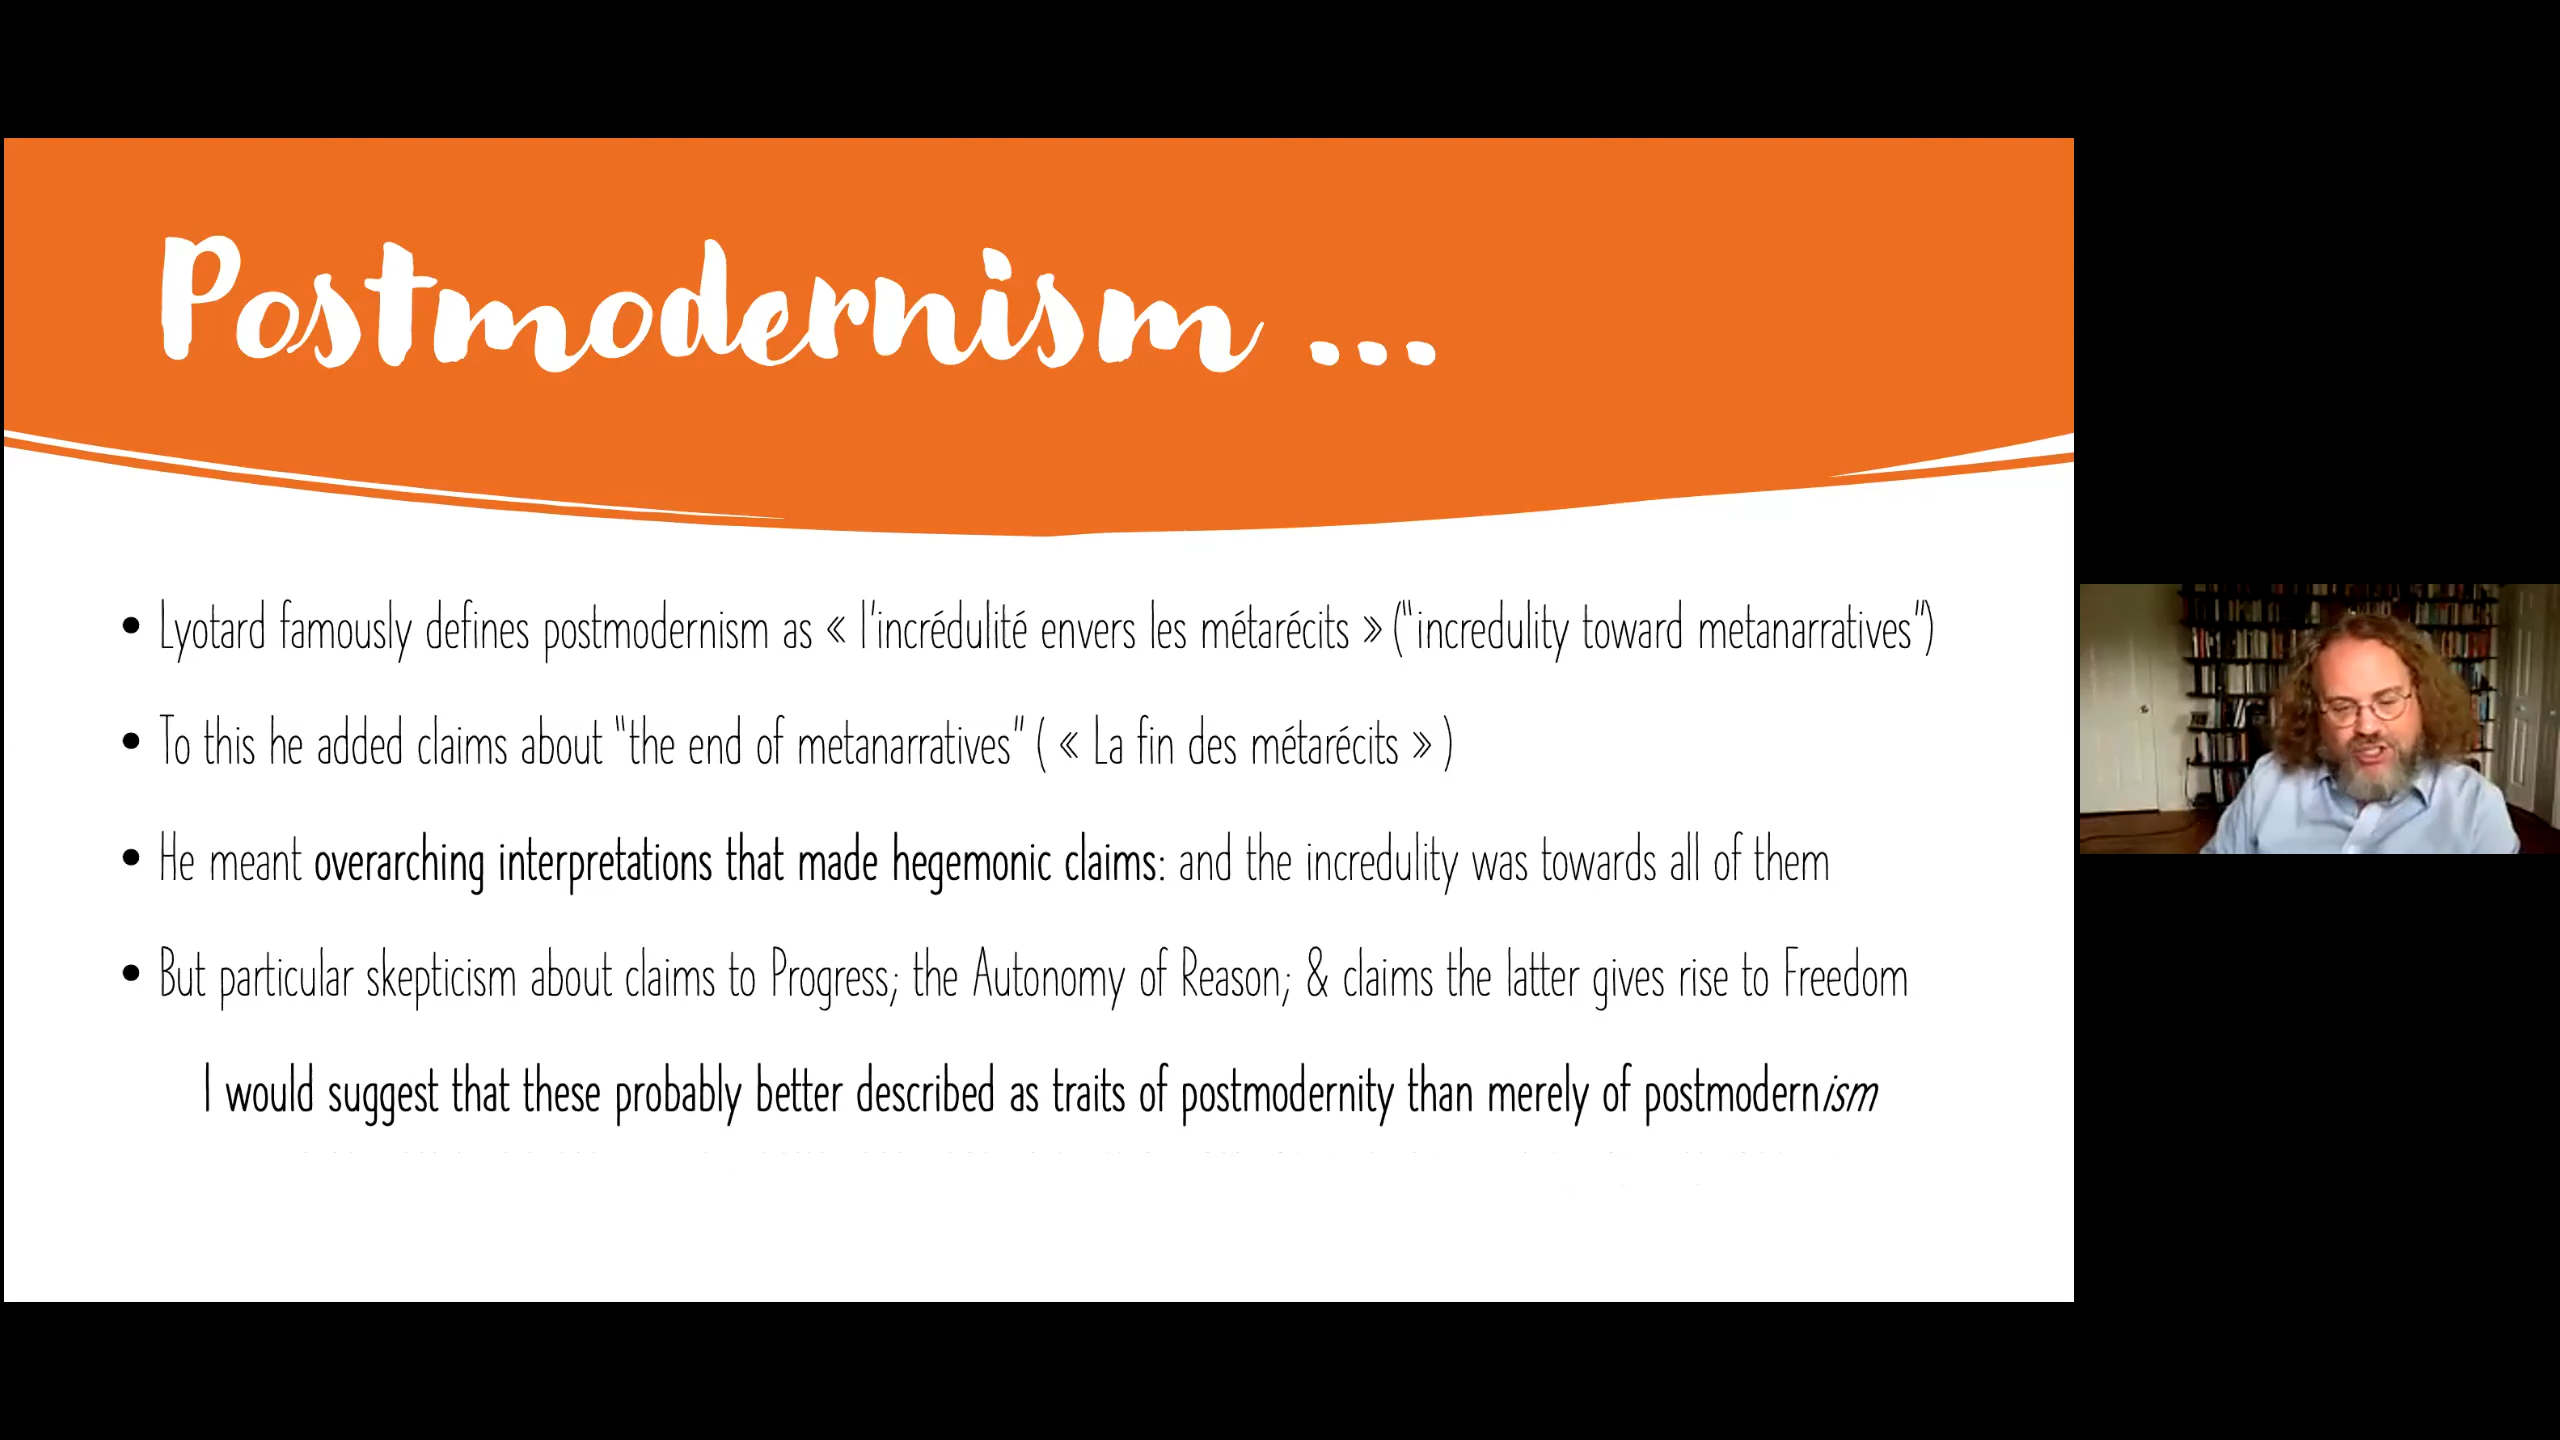 Postmodernism ...
• Lyotard famously defines postmodernism as « l'incrédulité envers les métarécits » ("incredulity toward metanarratives")
• To this he added claims about "the end of metanarratives" ( « La fin des métarécits » )
• He meant overarching interpretations that made hegemonic claims: and the incredulity was towards all of them
• But particular skepticism about claims to Progress; the Autonomy of Reason; & claims the latter gives rise to Freedom
I would suggest that these probably better described as traits of postmodernity than merely of postmodernism